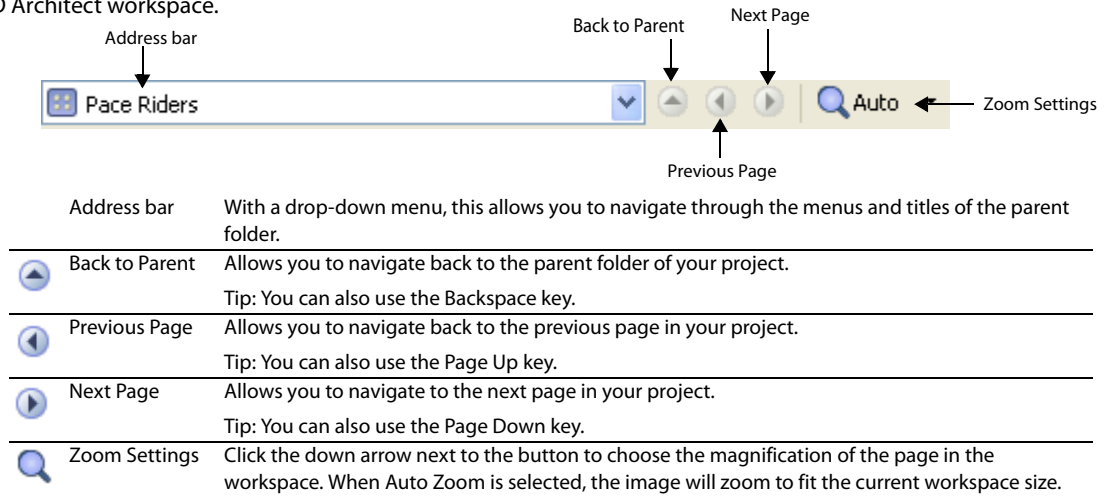 Architect workspace.
Next Page
Back to Parent
Address bar
Pace Riders
Auto
Zoom Settings
Previous Page
Address bar With a drop-down menu, this allows you to navigate through the menus and titles of the parent
folder.
Back to Parent Allows you to navigate back to the parent folder of your project.
Tip: You can also use the Backspace key.
Previous Page Allows you to navigate back to the previous page in your project.
Tip: You can also use the Page Up key.
Next Page Allows you to navigate to the next page in your project.
Tip: You can also use the Page Down key.
Zoom Settings Click the down arrow next to the button to choose the magnification of the page in the
workspace. When Auto Zoom is selected, the image will zoom to fit the current workspace size.